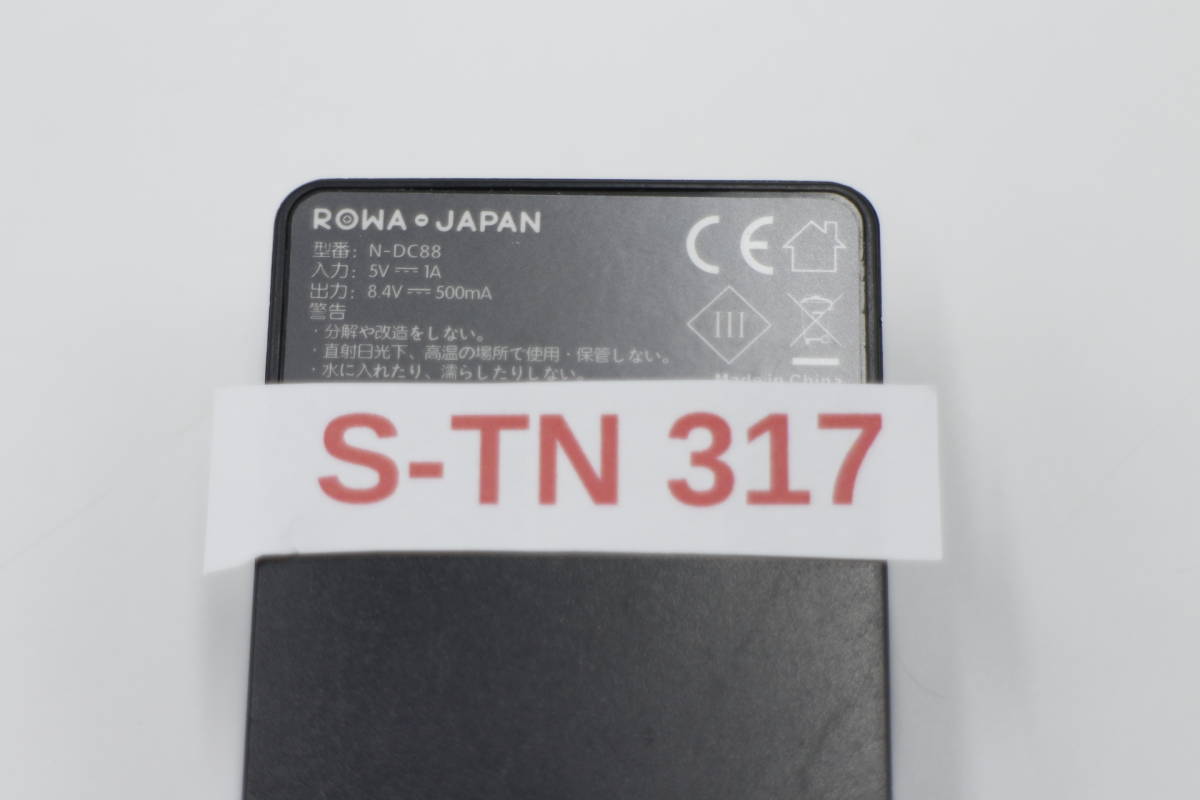 ROWA JAPAN
型番: N-DC88
入力: 5V ⎓ 1A
出力: 8.4V ⎓ 500mA
警告
・分解や改造をしない。
・直射日光下、高温の場所で使用・保管しない。
・水に入れたり、濡らしたりしない。
CE
III
Made in China
S-TN 317